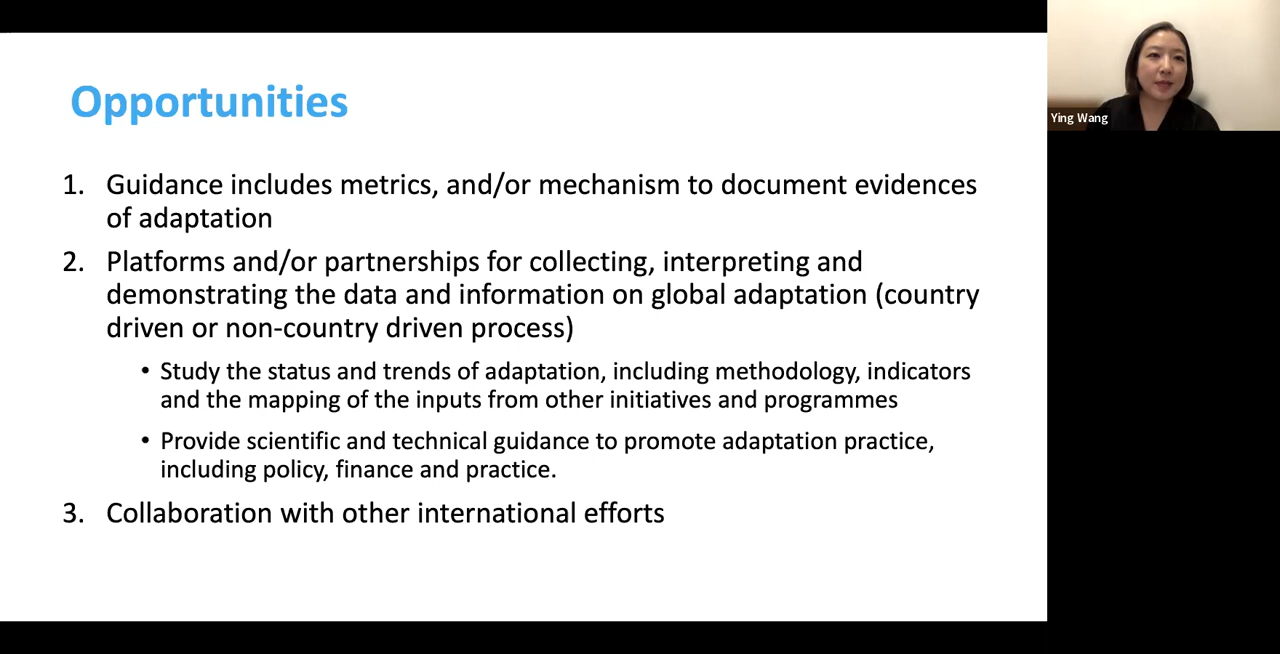 Opportunities
1. Guidance includes metrics, and/or mechanism to document evidences
of adaptation
2. Platforms and/or partnerships for collecting, interpreting and
demonstrating the data and information on global adaptation (country
driven or non-country driven process)
• Study the status and trends of adaptation, including methodology, indicators
and the mapping of the inputs from other initiatives and programmes
• Provide scientific and technical guidance to promote adaptation practice,
including policy, finance and practice.
3. Collaboration with other international efforts
Ying Wang